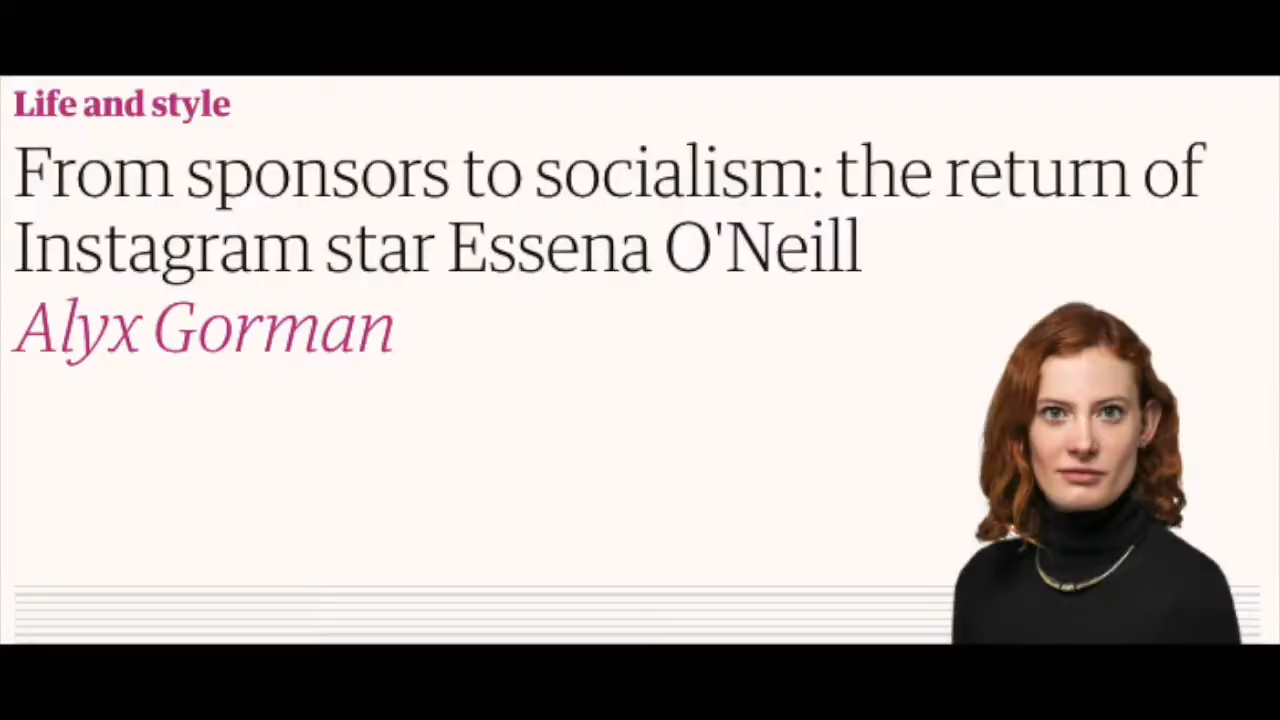 Life and style
From sponsors to socialism: the return of
Instagram star Essena O'Neill
Alyx Gorman